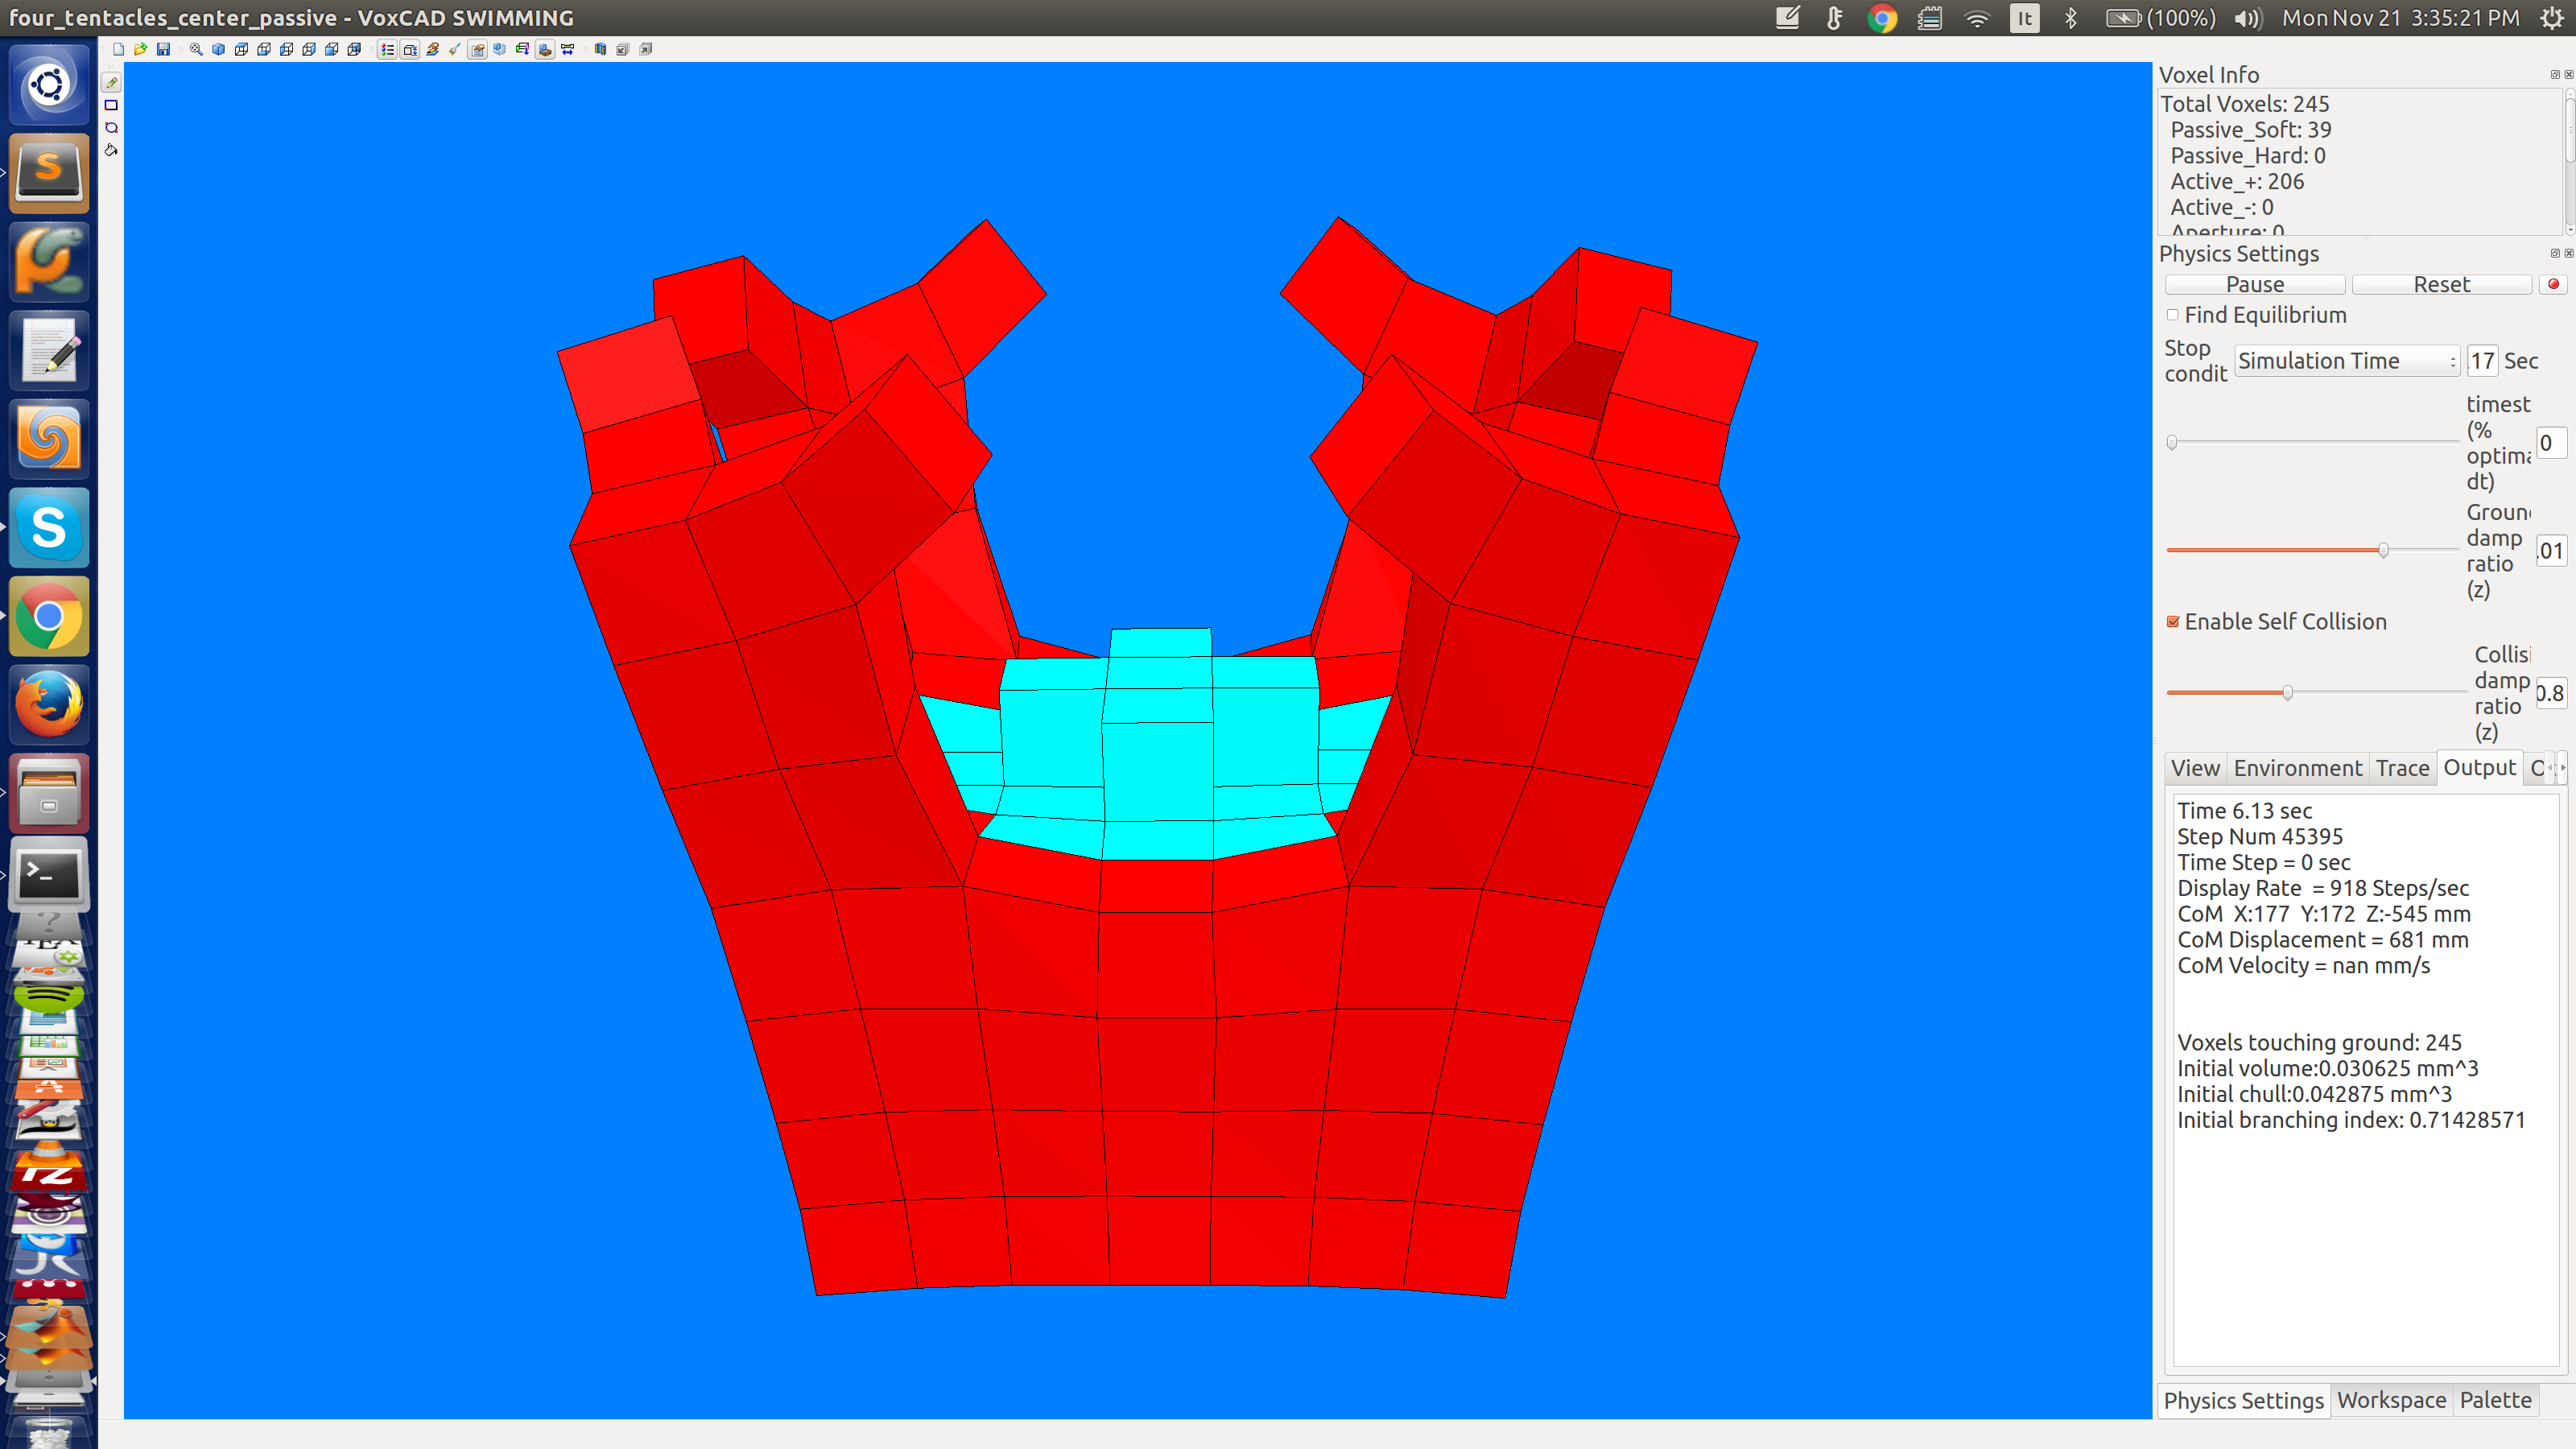 four_tentacles_center_passive - VoxCAD SWIMMING
It
(100%)
Mon Nov 21 3:35:21 PM
Voxel Info
Total Voxels: 245
Passive_Soft: 39
Passive_Hard: 0
Active_+: 206
Active_-: 0
Aperture: 0
Physics Settings
Pause
Reset
Find Equilibrium
Stop
condit
Simulation Time
17
Sec
timest
(%
optima
dt)
0
Groun
damp
ratio
(z)
.01
Enable Self Collision
Collisi
damp
ratio
(z)
0.8
View
Environment
Trace
Output
Time 6.13 sec
Step Num 45395
Time Step = 0 sec
Display Rate = 918 Steps/sec
CoM X:177 Y:172 Z:-545 mm
CoM Displacement = 681 mm
CoM Velocity = nan mm/s
Voxels touching ground: 245
Initial volume:0.030625 mm^3
Initial chull:0.042875 mm^3
Initial branching index: 0.71428571
Physics Settings
Workspace
Palette